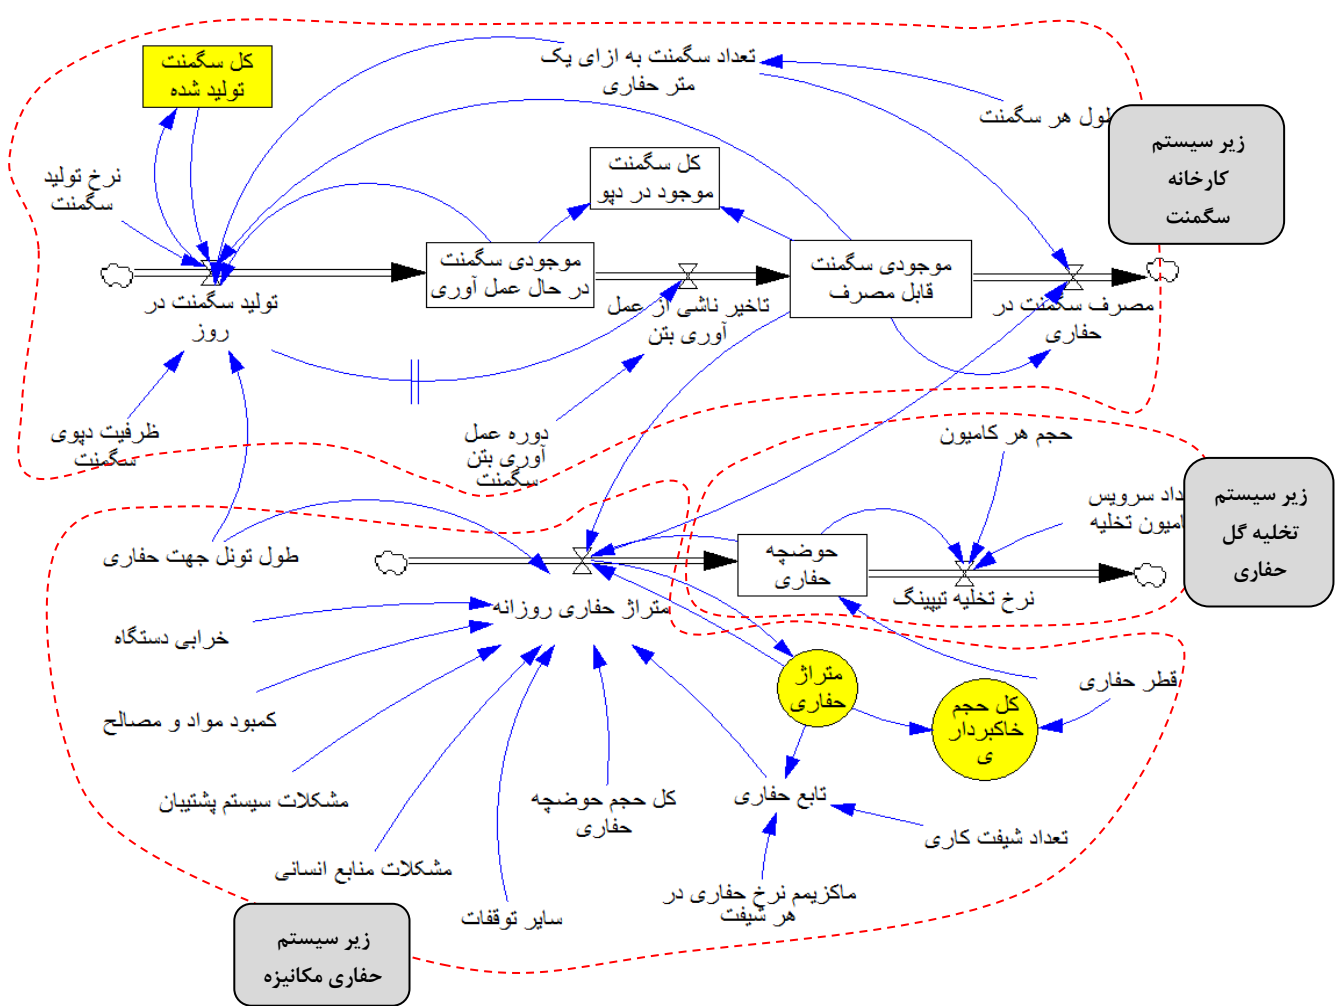 کل سگمنت
تولید شده
تعداد سگمنت به ازای یک
متر حفاری
طول هر سگمنت
زیر سیستم
کارخانه
سگمنت
نرخ تولید
سگمنت
کل سگمنت
موجود در دپو
موجودی سگمنت
در حال عمل آوری
موجودی سگمنت
قابل مصرف
تولید سگمنت در
روز
تاخیر ناشی از عمل
آوری بتن
مصرف سگمنت در
حفاری
ظرفیت دپوی
سگمنت
دوره عمل
آوری بتن
سگمنت
حجم هر کامیون
زیر سیستم
تخلیه گل
حفاری
سرویس
تخلیه
طول تونل جهت حفاری
حوضچه
حفاری
نرخ تخلیه تیپینگ
متراژ حفاری روزانه
خرابی دستگاه
متراژ
حفاری
قطر حفاری
کل حجم
خاکبردار
ی
کمبود مواد و مصالح
مشکلات سیستم پشتیبان
کل حجم حوضچه
حفاری
تابع حفاری
تعداد شیفت کاری
مشکلات منابع انسانی
ماکزیمم نرخ حفاری در
هر شیفت
سایر توقفات
زیر سیستم
حفاری مکانیزه